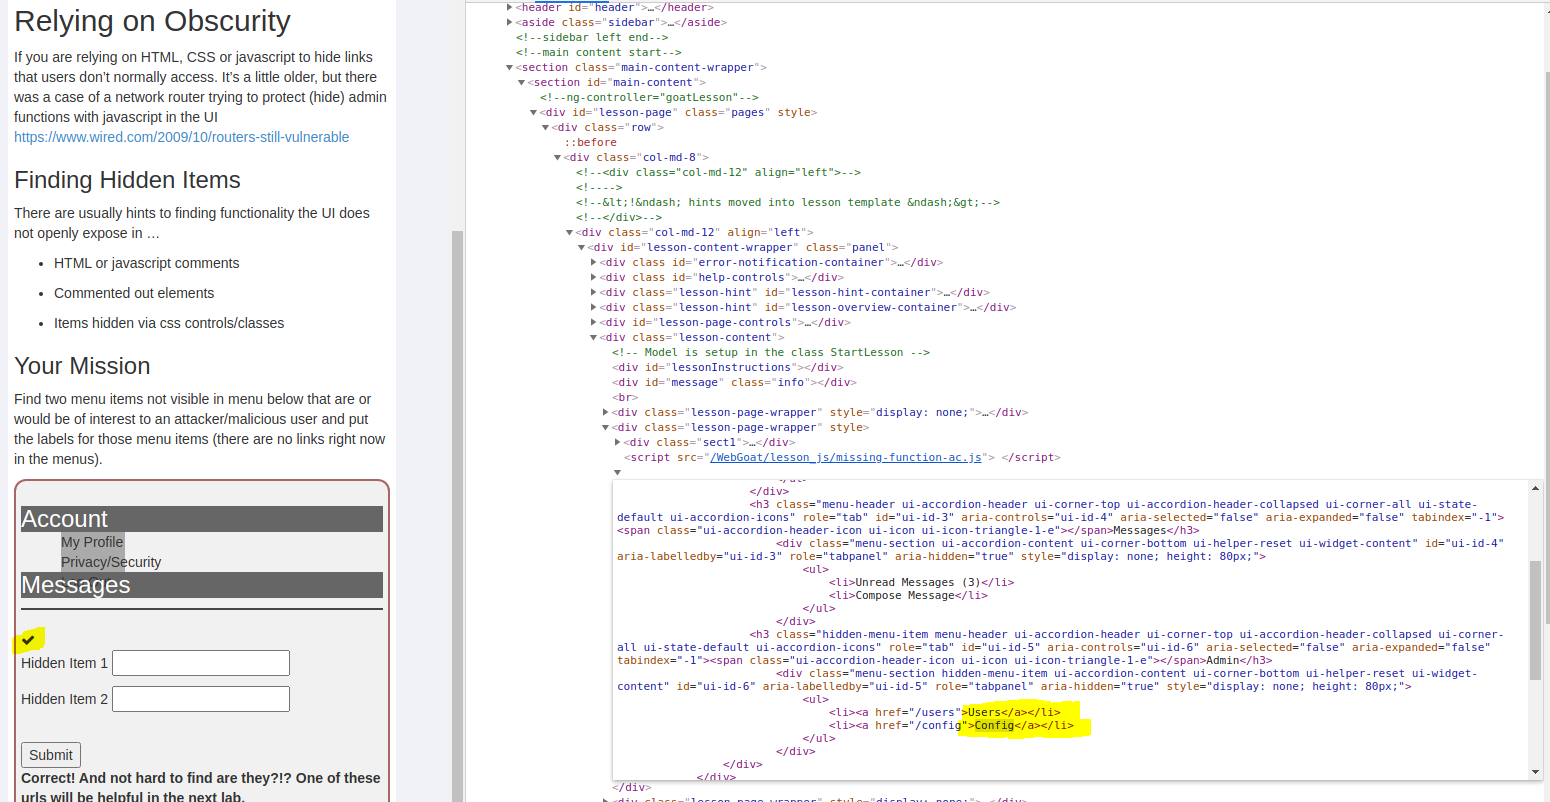 Relying on Obscurity
If you are relying on HTML, CSS or javascript to hide links
that users don’t normally access. It’s a little older, but there
was a case of a network router trying to protect (hide) admin
functions with javascript in the UI
https://www.wired.com/2009/10/routers-still-vulnerable
Finding Hidden Items
There are usually hints to finding functionality the UI does
not openly expose in …
• HTML or javascript comments
• Commented out elements
• Items hidden via css controls/classes
Your Mission
Find two menu items not visible in menu below that are or
would be of interest to an attacker/malicious user and put
the labels for those menu items (there are no links right now
in the menus).
Account
My Profile
Privacy/Security
Messages
Hidden Item 1
Hidden Item 2
Submit
Correct! And not hard to find are they?!? One of these
urls will be helpful in the next lab.
<header id="header">…</header>
<aside class="sidebar">…</aside>
<!--sidebar left end-->
<!--main content start-->
<section class="main-content-wrapper">
<section id="main-content">
<!--ng-controller="goatLesson"-->
<div id="lesson-page" class="pages" style>
<div class="row">
::before
<div class="col-md-8">
<!--<div class="col-md-12" align="left">-->
<!---->
<!--&lt;!&ndash; hints moved into lesson template &ndash;&gt;-->
<!--</div>-->
<div class="col-md-12" align="left">
<div id="lesson-content-wrapper" class="panel">
<div class id="error-notification-container">…</div>
<div class id="help-controls">…</div>
<div class="lesson-hint" id="lesson-hint-container">…</div>
<div class="lesson-hint" id="lesson-overview-container">…</div>
<div id="lesson-page-controls">…</div>
<div class="lesson-content">
<!-- Model is setup in the class StartLesson -->
<div id="lessonInstructions"></div>
<div id="message" class="info"></div>
<br>
<div class="lesson-page-wrapper" style="display: none;">…</div>
<div class="lesson-page-wrapper" style>
<div class="sect1">…</div>
<script src="/WebGoat/lesson_js/missing-function-ac.js"> </script>
</div>
<h3 class="menu-header ui-accordion-header ui-corner-top ui-accordion-header-collapsed ui-corner-all ui-state-
default ui-accordion-icons" role="tab" id="ui-id-3" aria-controls="ui-id-4" aria-selected="false" aria-expanded="false" tabindex="-1">
<span class="ui-accordion-header-icon ui-icon ui-icon-triangle-1-e"></span>Messages</h3>
<div class="menu-section ui-accordion-content ui-corner-bottom ui-helper-reset ui-widget-content" id="ui-id-4"
aria-labelledby="ui-id-3" role="tabpanel" aria-hidden="true" style="display: none; height: 80px;">
<ul>
<li>Unread Messages (3)</li>
<li>Compose Message</li>
</ul>
</div>
<h3 class="hidden-menu-item menu-header ui-accordion-header ui-corner-top ui-accordion-header-collapsed ui-corner-
all ui-state-default ui-accordion-icons" role="tab" id="ui-id-5" aria-controls="ui-id-6" aria-selected="false" aria-expanded="false"
tabindex="-1"><span class="ui-accordion-header-icon ui-icon ui-icon-triangle-1-e"></span>Admin</h3>
<div class="menu-section hidden-menu-item ui-accordion-content ui-corner-bottom ui-helper-reset ui-widget-
content" id="ui-id-6" aria-labelledby="ui-id-5" role="tabpanel" aria-hidden="true" style="display: none; height: 80px;">
<ul>
<li><a href="/users">Users</a></li>
<li><a href="/config">Config</a></li>
</ul>
</div>
</div>
</div>
</div>